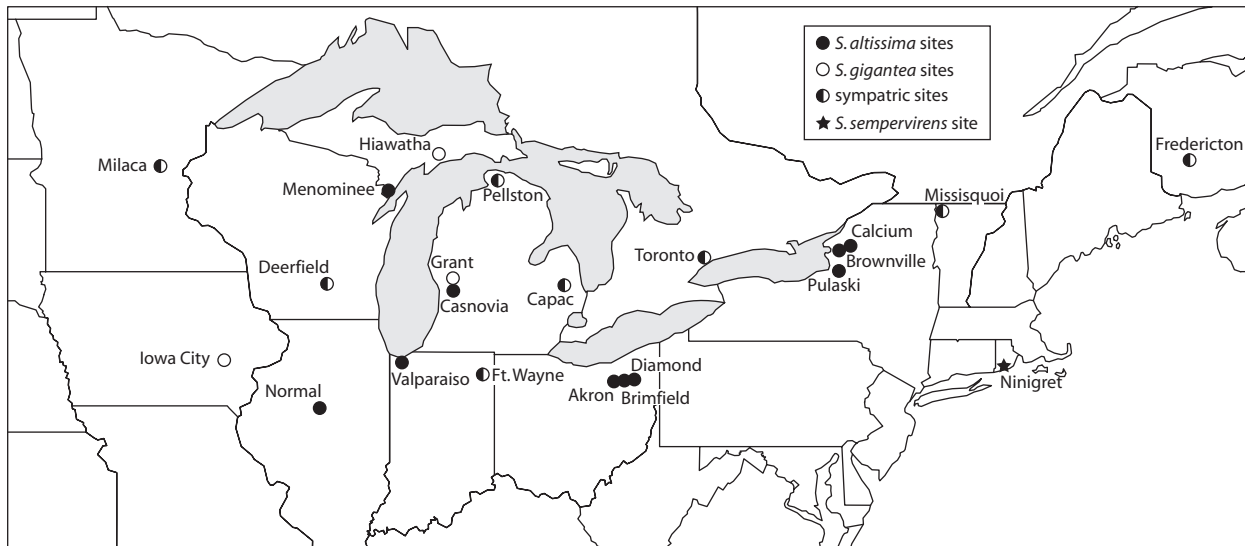 S. altissima sites
S. gigantea sites
sympatric sites
S. sempervirens site
Hiawatha
Fredericton
Milaca
Menominee
Pellston
Missisquoi
Calcium
Toronto
Brownville
Deerfield
Grant
Pulaski
Capac
Casnovia
Iowa City
Diamond
Valparaiso
Ft. Wayne
Ninigret
Normal
Akron
Brimfield